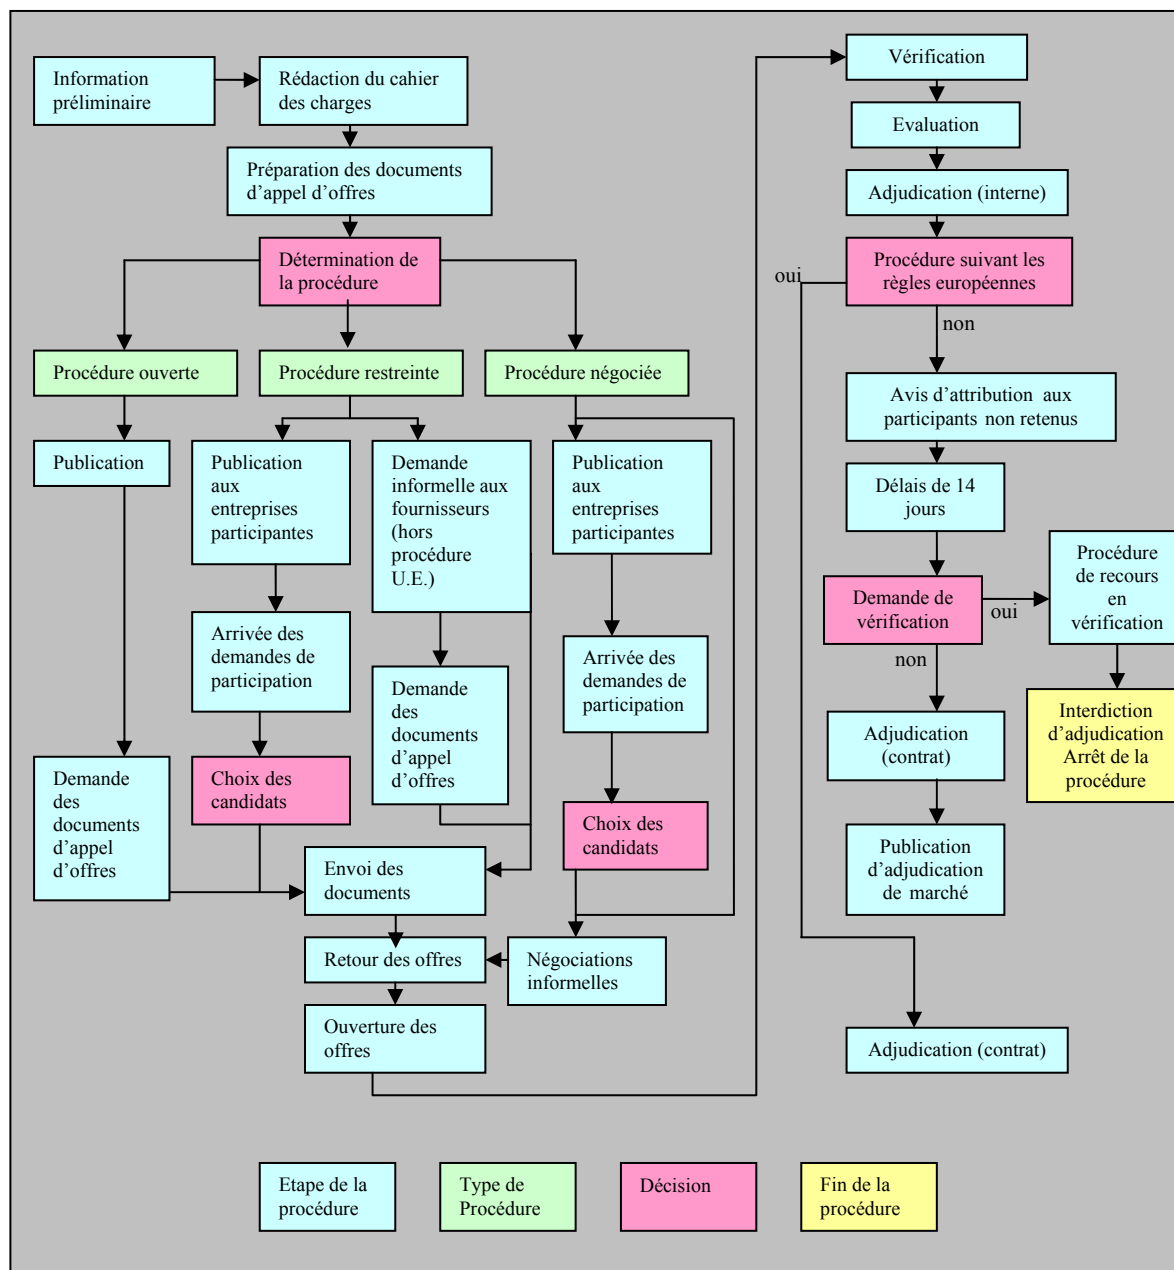 Information
préliminaire
Rédaction du cahier
des charges
Préparation des documents
d'appel d'offres
Détermination de
la procédure
Procédure ouverte
Procédure restreinte
Procédure négociée
Publication
Publication
aux
entreprises
participantes
Demande
informelle aux
fournisseurs
(hors
procédure
U.E.)
Publication
aux
entreprises
participantes
Arrivée des
demandes de
participation
Demande
des
documents
d'appel
d'offres
Arrivée des
demandes de
participation
Demande
des
documents
d'appel
d'offres
Choix des
candidats
Choix des
candidats
Envoi des
documents
Retour des offres
Négociations
informelles
Ouverture des
offres
Vérification
Evaluation
Adjudication (interne)
Procédure suivant les
règles européennes
oui
non
Avis d'attribution aux
participants non retenus
Délais de 14
jours
Demande de
vérification
oui
non
Procédure
de recours
en
vérification
Interdiction
d'adjudication
Arrêt de la
procédure
Adjudication
(contrat)
Publication
d'adjudication
de marché
Adjudication (contrat)
Etape de la
procédure
Type de
Procédure
Décision
Fin de la
procédure